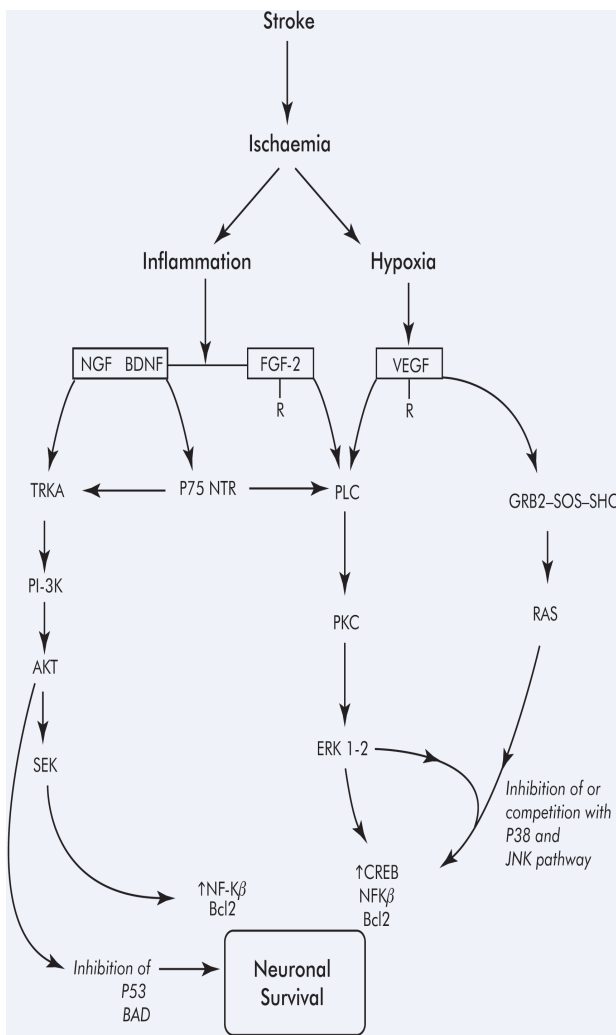 Stroke
Ischaemia
Inflammation
Hypoxia
NGF BDNF
FGF-2
VEGF
R
R
TRKA
P75 NTR
PLC
GRB2–SOS–SHC
PI-3K
PKC
RAS
AKT
SEK
ERK 1-2
Inhibition of or
competition with
P38 and
JNK pathway
↑NF-Kβ
Bcl2
↑CREB
NFKβ
Bcl2
Inhibition of
P53
BAD
Neuronal
Survival